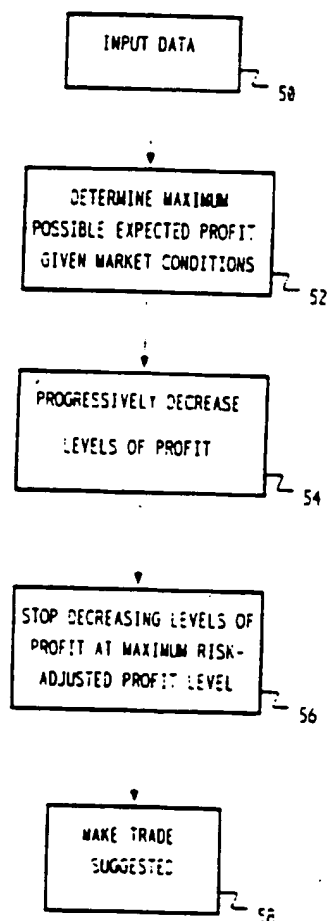 INPUT DATA
50
DETERMINE MAXIMUM
POSSIBLE EXPECTED PROFIT
GIVEN MARKET CONDITIONS
52
PROGRESSIVELY DECREASE
LEVELS OF PROFIT
54
STOP DECREASING LEVELS OF
PROFIT AT MAXIMUM RISK-
ADJUSTED PROFIT LEVEL
56
MAKE TRADE
SUGGESTED
58